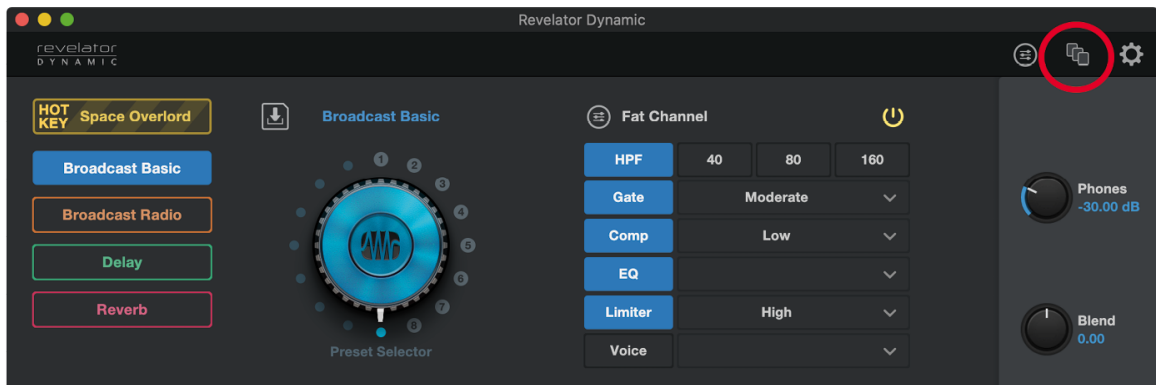 Revelator Dynamic
revelator
DYNAMIC
HOT KEY Space Overlord
Broadcast Basic
Broadcast Radio
Delay
Reverb
Broadcast Basic
1
2
3
4
5
6
7
8
Preset Selector
Fat Channel
HPF 40 80 160
Gate Moderate
Comp Low
EQ
Limiter High
Voice
Phones
-30.00 dB
Blend
0.00